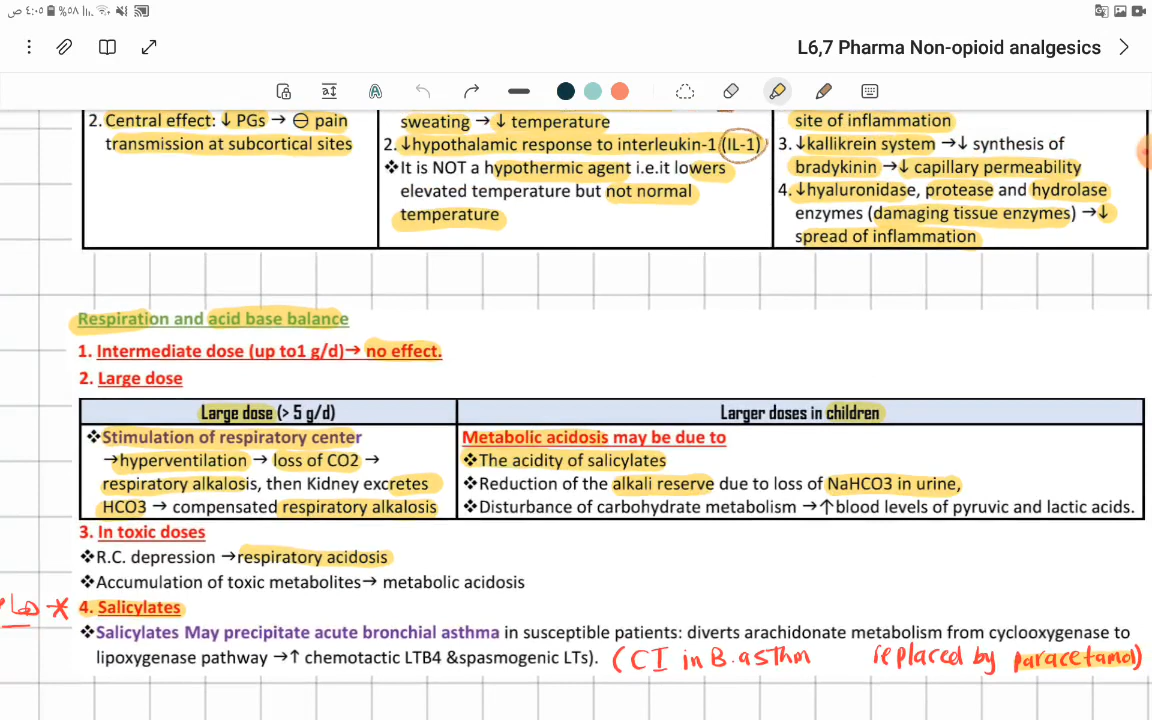 ص ٤:٠٥ %٥٨
L6,7 Pharma Non-opioid analgesics
2. Central effect: ↓ PGs → ⊖ pain
transmission at subcortical sites
sweating → ↓ temperature
2. ↓hypothalamic response to interleukin-1 (IL-1)
❖It is NOT a hypothermic agent i.e.it lowers
elevated temperature but not normal
temperature
site of inflammation
3. ↓kallikrein system →↓ synthesis of
bradykinin →↓ capillary permeability
4. ↓hyaluronidase, protease and hydrolase
enzymes (damaging tissue enzymes) →↓
spread of inflammation
Respiration and acid base balance
1. Intermediate dose (up to1 g/d)→ no effect.
2. Large dose
Large dose (> 5 g/d)
❖Stimulation of respiratory center
→hyperventilation → loss of CO2 →
respiratory alkalosis, then Kidney excretes
HCO3 → compensated respiratory alkalosis
Larger doses in children
Metabolic acidosis may be due to
❖The acidity of salicylates
❖Reduction of the alkali reserve due to loss of NaHCO3 in urine,
❖Disturbance of carbohydrate metabolism →↑blood levels of pyruvic and lactic acids.
3. In toxic doses
❖R.C. depression →respiratory acidosis
❖Accumulation of toxic metabolites→ metabolic acidosis
4. Salicylates
❖Salicylates May precipitate acute bronchial asthma in susceptible patients: diverts arachidonate metabolism from cyclooxygenase to
lipoxygenase pathway →↑ chemotactic LTB4 &spasmogenic LTs). (CI in B.asthm replaced by paracetamol)